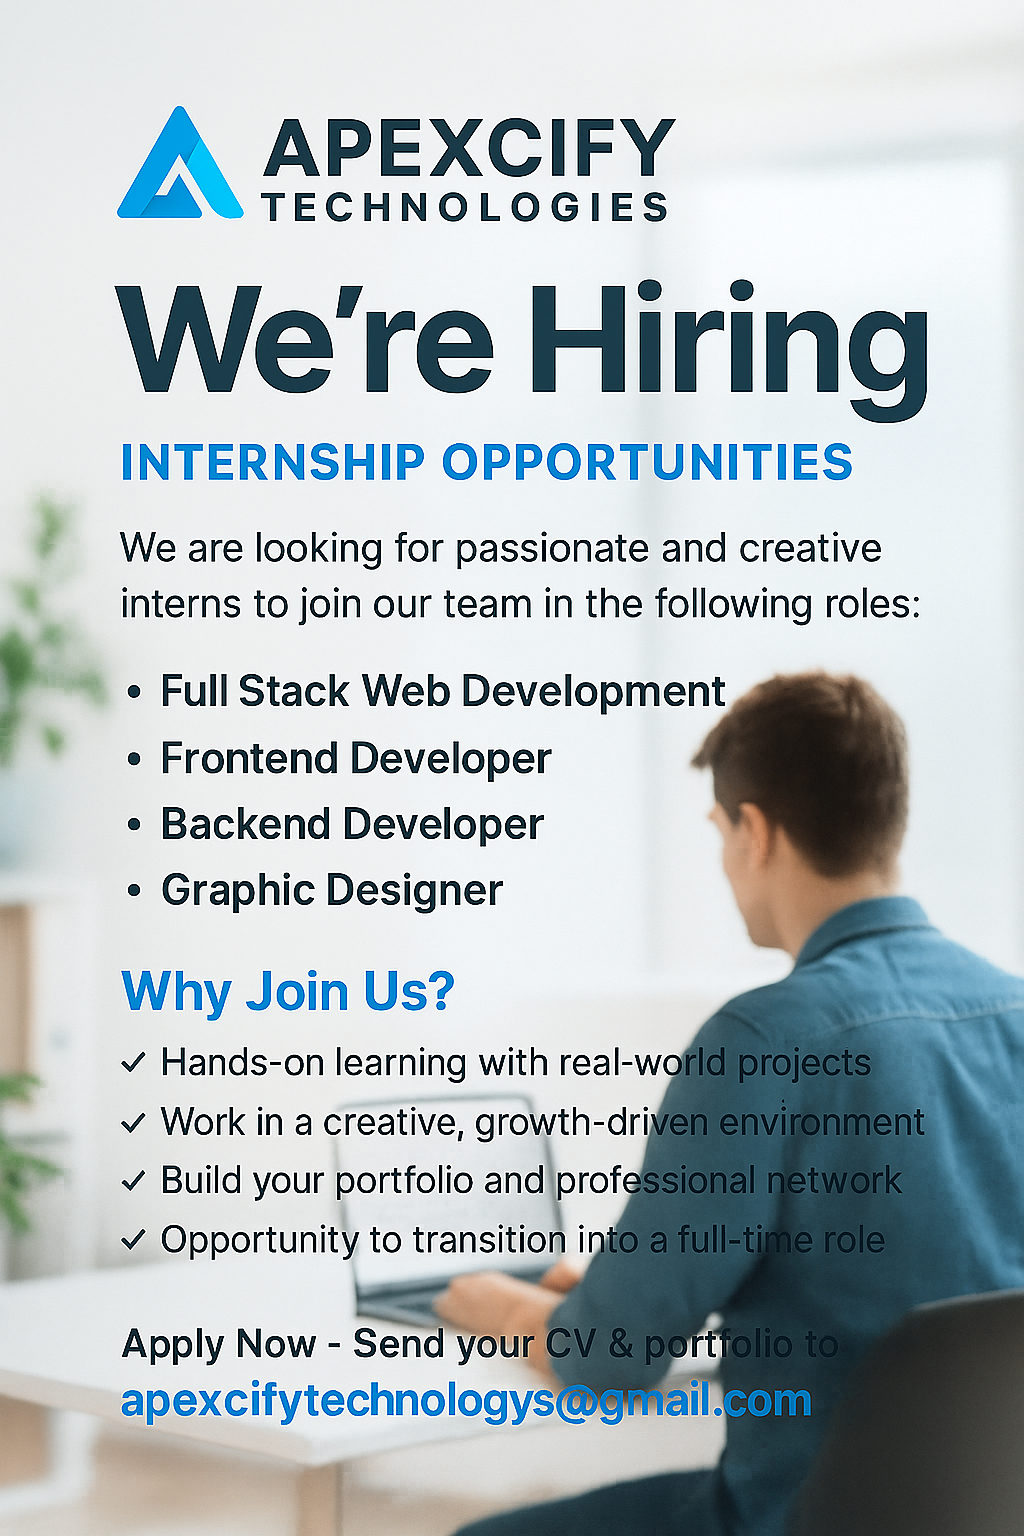 APEXCIFY
TECHNOLOGIES
We’re Hiring
INTERNSHIP OPPORTUNITIES
We are looking for passionate and creative
interns to join our team in the following roles:
• Full Stack Web Development
• Frontend Developer
• Backend Developer
• Graphic Designer
Why Join Us?
✓ Hands-on learning with real-world projects
✓ Work in a creative, growth-driven environment
✓ Build your portfolio and professional network
✓ Opportunity to transition into a full-time role
Apply Now - Send your CV & portfolio to
apexcifytechnologys@gmail.com